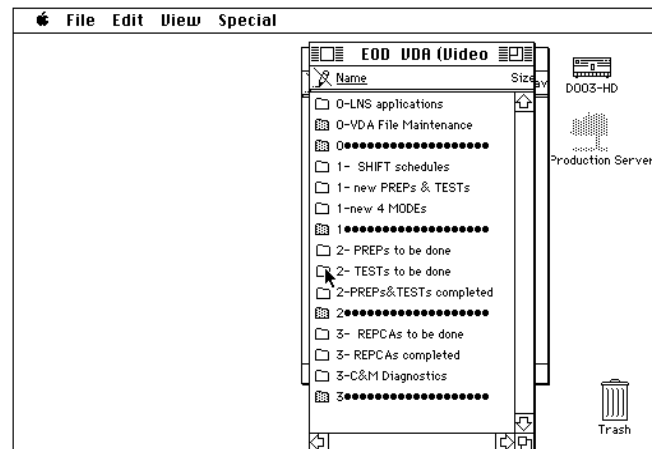 File Edit View Special
EOD VDA (Video
Name Size
0-LNS applications
0-VDA File Maintenance
0●●●●●●●●●●●●●●●●●●●
1- SHIFT schedules
1- new PREPs & TESTs
1-new 4 MODEs
1●●●●●●●●●●●●●●●●●●●
2- PREPs to be done
2- TESTs to be done
2-PREPs&TESTs completed
2●●●●●●●●●●●●●●●●●●●
3- REPCAs to be done
3- REPCAs completed
3-C&M Diagnostics
3●●●●●●●●●●●●●●●●●●●
D003-HD
Production Server
Trash